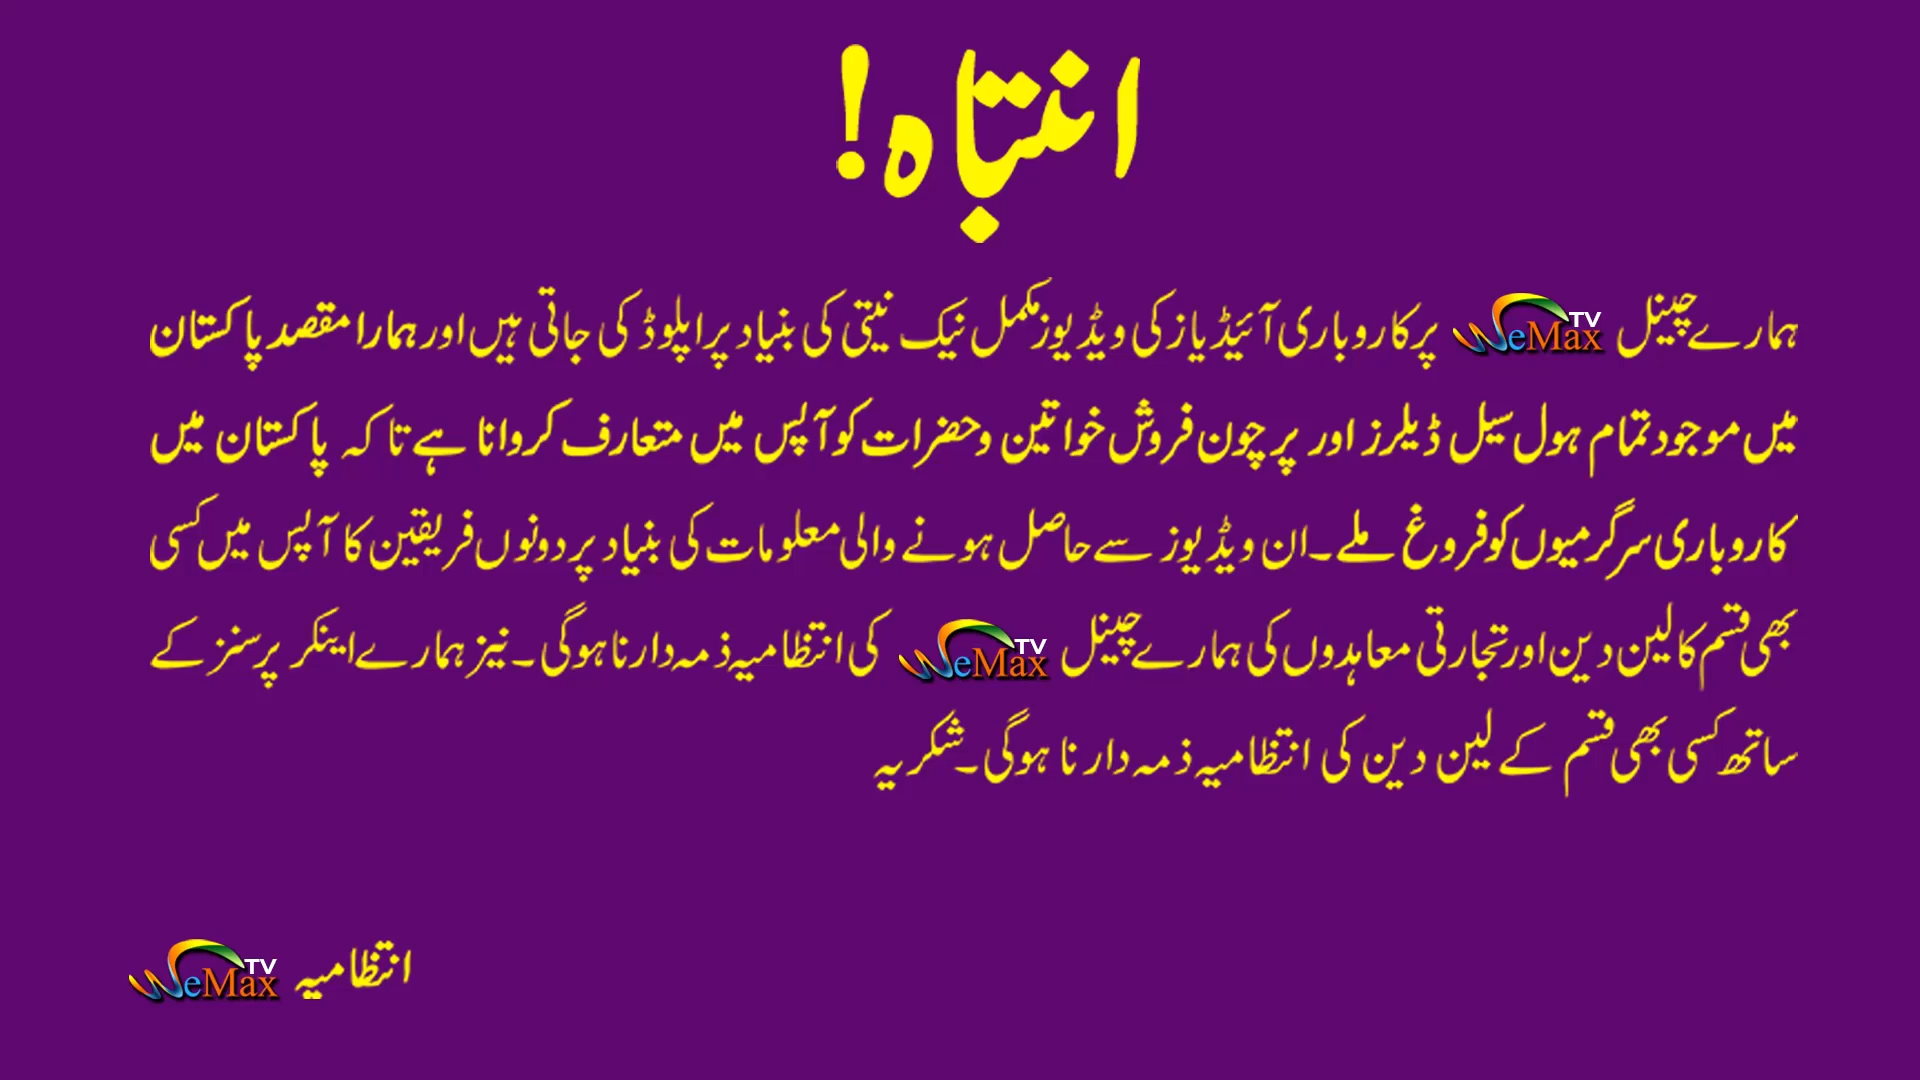 انتباہ!
ہمارے چینل WeMax TV پر کاروباری آئیڈیاز کی ویڈیوز مکمل نیک نیتی کی بنیاد پر اپلوڈ کی جاتی ہیں اور ہمارا مقصد پاکستان
میں موجود تمام ہول سیل ڈیلرز اور پرچون فروش خواتین وحضرات کو آپس میں متعارف کروانا ہے تاکہ پاکستان میں
کاروباری سرگرمیوں کو فروغ ملے۔ ان ویڈیوز سے حاصل ہونے والی معلومات کی بنیاد پر دونوں فریقین کا آپس میں کسی
بھی قسم کا لین دین اور تجارتی معاہدوں کی ہمارے چینل WeMax TV کی انتظامیہ ذمہ دار نا ہوگی۔ نیز ہمارے اینکر پرسنز کے
ساتھ کسی بھی قسم کے لین دین کی انتظامیہ ذمہ دار نا ہوگی۔ شکریہ
انتظامیہ WeMax TV